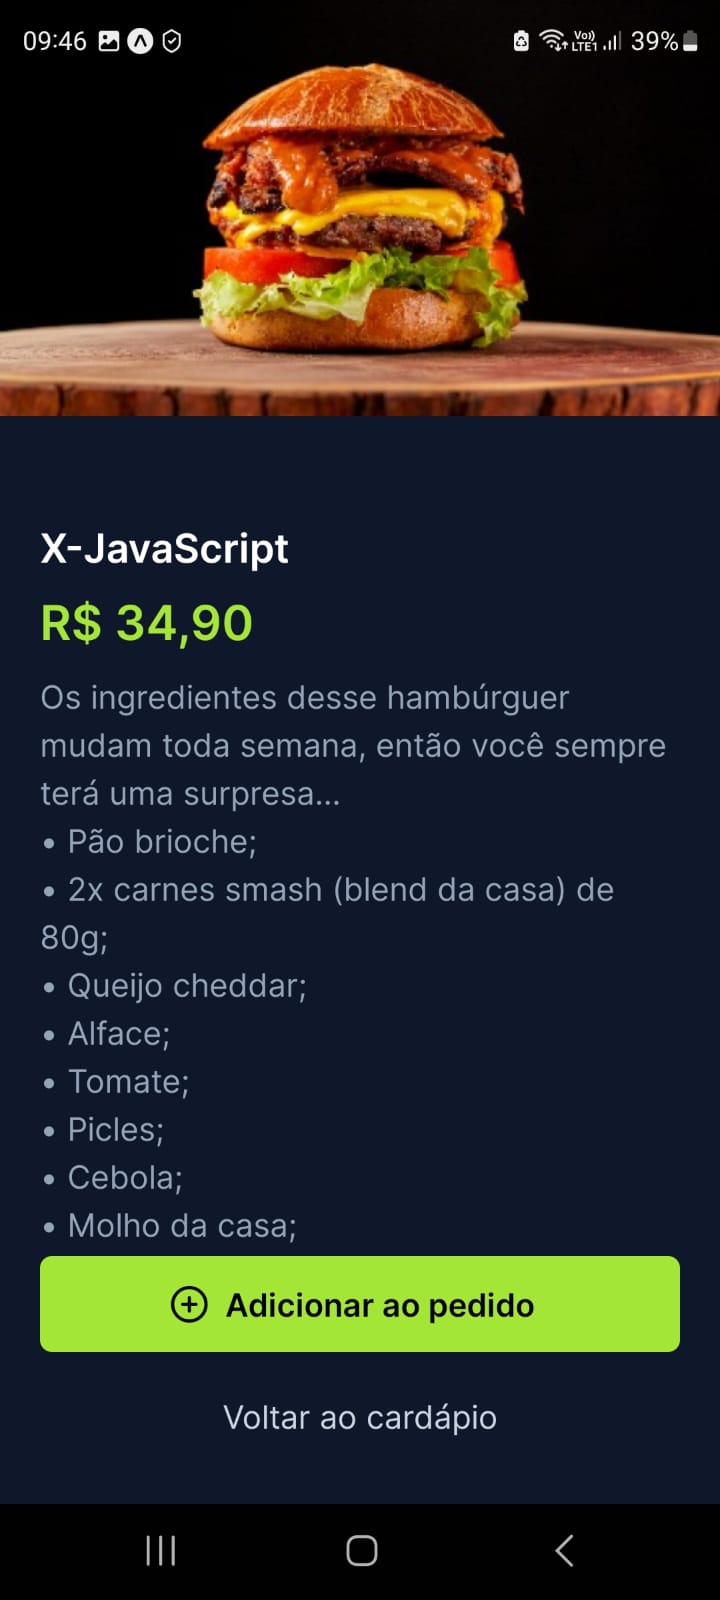 09:46
Vo))
LTE1
39%
X-JavaScript
R$ 34,90
Os ingredientes desse hambúrguer
mudam toda semana, então você sempre
terá uma surpresa...
• Pão brioche;
• 2x carnes smash (blend da casa) de
80g;
• Queijo cheddar;
• Alface;
• Tomate;
• Picles;
• Cebola;
• Molho da casa;
Adicionar ao pedido
Voltar ao cardápio